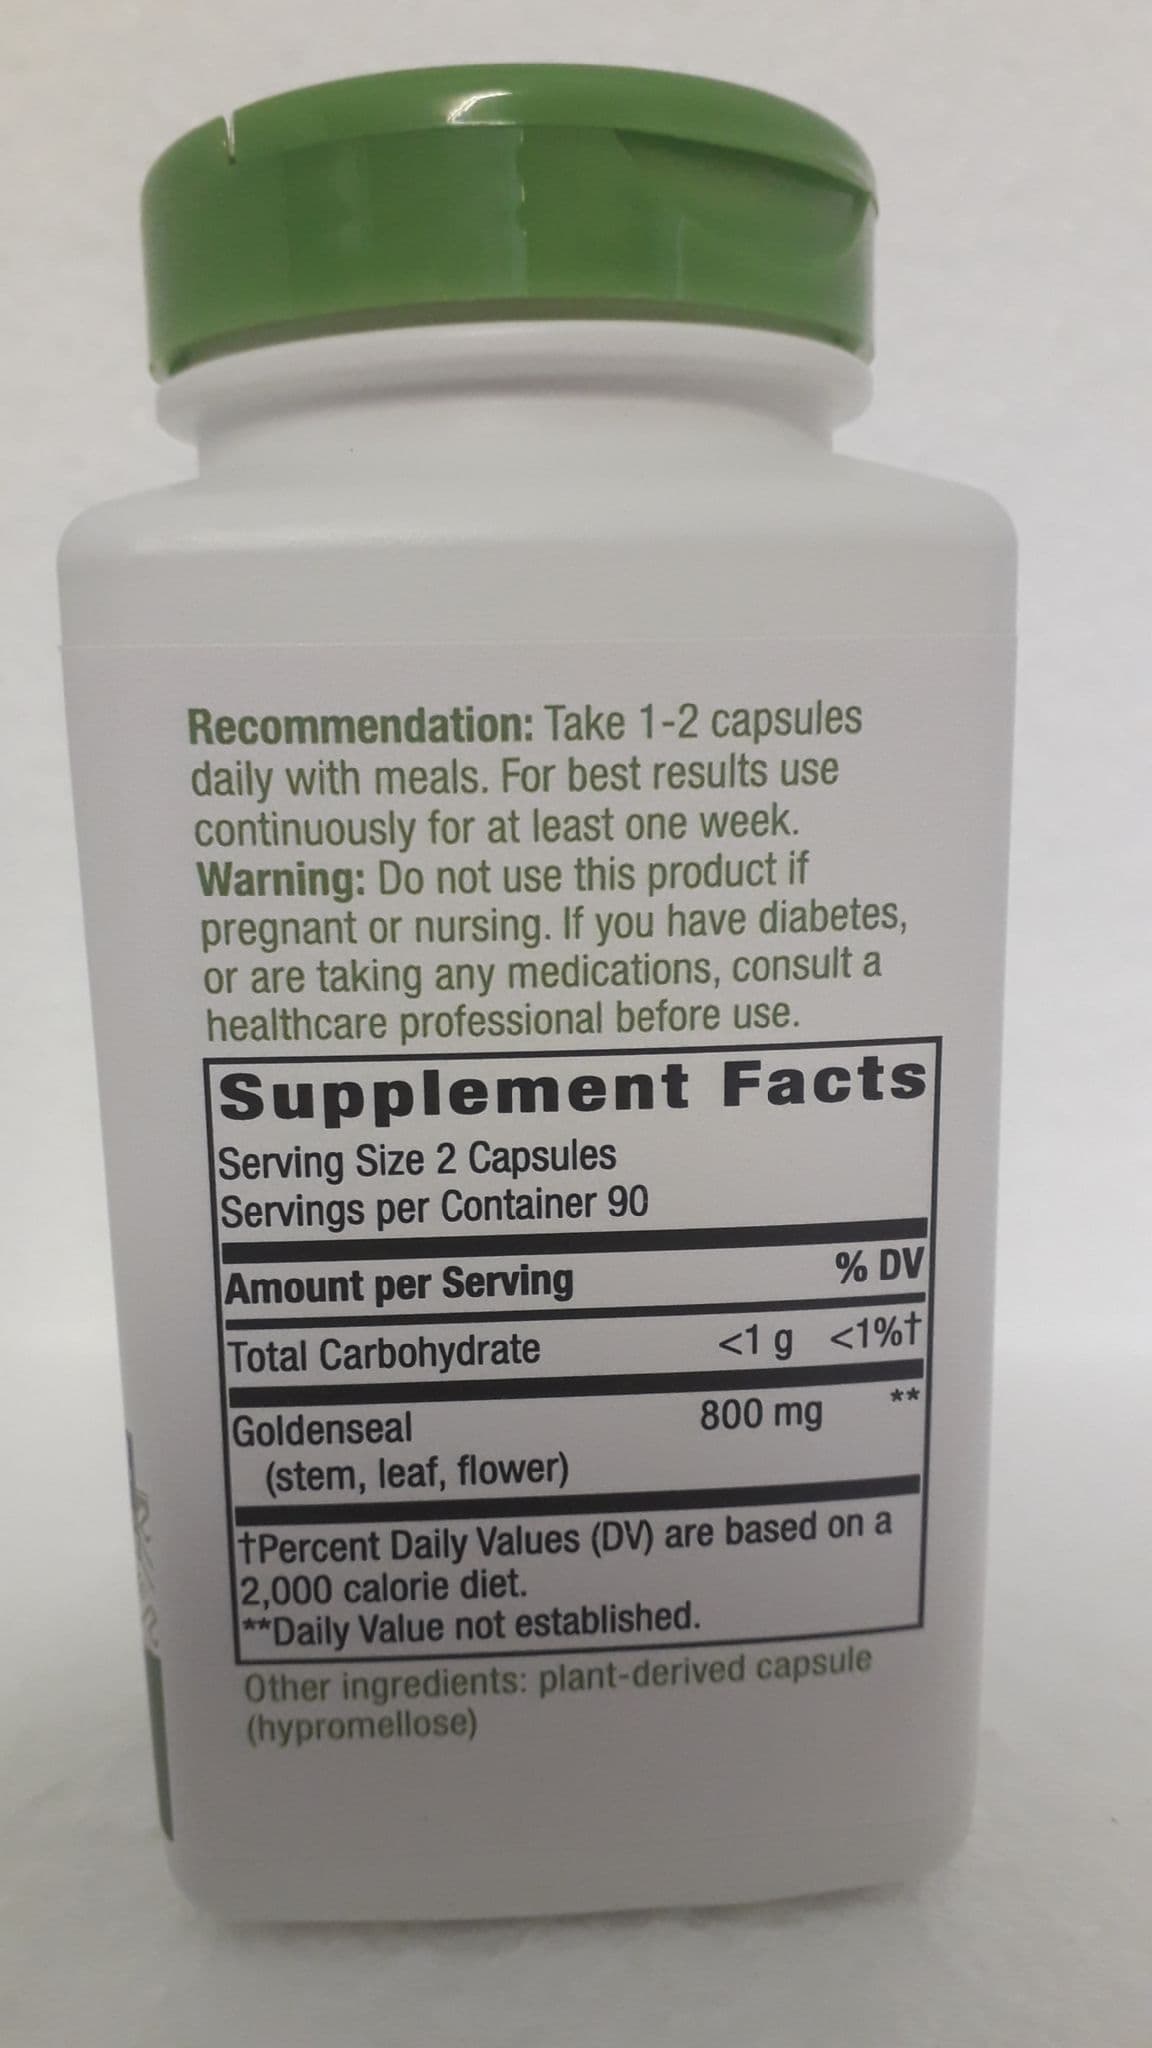 Recommendation: Take 1-2 capsules
daily with meals. For best results use
continuously for at least one week.
Warning: Do not use this product if
pregnant or nursing. If you have diabetes,
or are taking any medications, consult a
healthcare professional before use.
Supplement Facts
Serving Size 2 Capsules
Servings per Container 90
Amount per Serving % DV
Total Carbohydrate <1 g <1%†
Goldenseal 800 mg **
(stem, leaf, flower)
†Percent Daily Values (DV) are based on a
2,000 calorie diet.
**Daily Value not established.
Other ingredients: plant-derived capsule
(hypromellose)